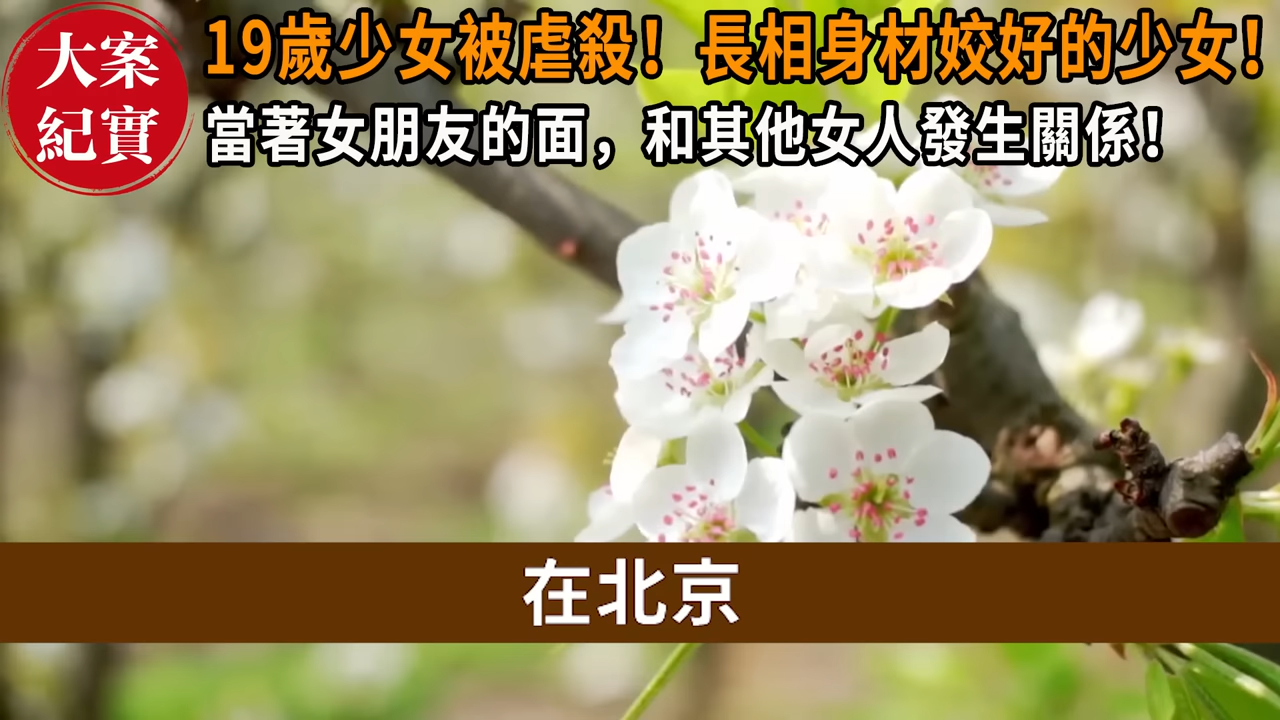 大案
紀實
19歲少女被虐殺！長相身材姣好的少女！
當著女朋友的面，和其他女人發生關係！
在北京